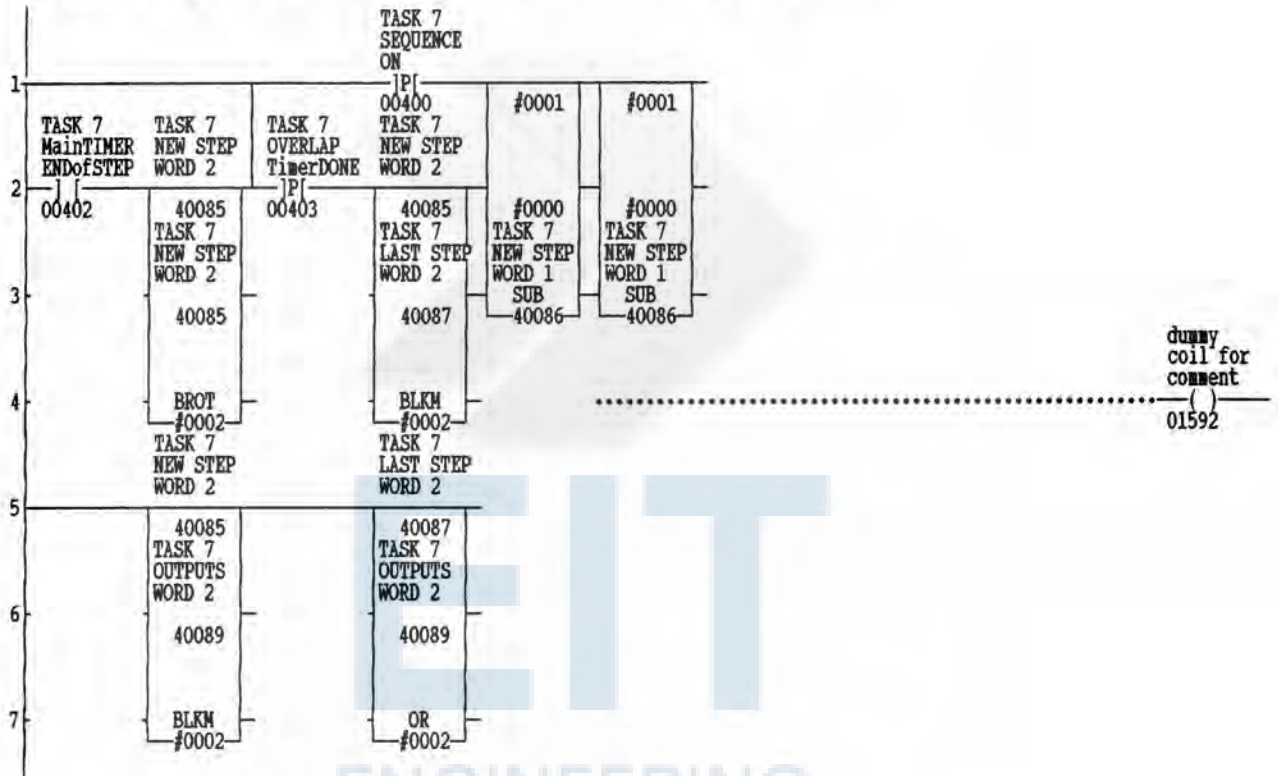 TASK 7
SEQUENCE
ON
1
]P[
00400
#0001
#0001
TASK 7
MainTIMER
ENDofSTEP
TASK 7
NEW STEP
WORD 2
TASK 7
OVERLAP
TimerDONE
TASK 7
NEW STEP
WORD 2
2
] [
00402
40085
]P[
00403
40085
#0000
#0000
TASK 7
NEW STEP
WORD 2
TASK 7
LAST STEP
WORD 2
TASK 7
NEW STEP
WORD 1
TASK 7
NEW STEP
WORD 1
3
40085
40087
SUB
40086
SUB
40086
dummy
coil for
comment
4
BROT
#0002
BLKM
#0002
( )
01592
TASK 7
NEW STEP
WORD 2
TASK 7
LAST STEP
WORD 2
5
40085
40087
TASK 7
OUTPUTS
WORD 2
TASK 7
OUTPUTS
WORD 2
6
40089
40089
7
BLKM
#0002
OR
#0002
EIT
ENGINEERING